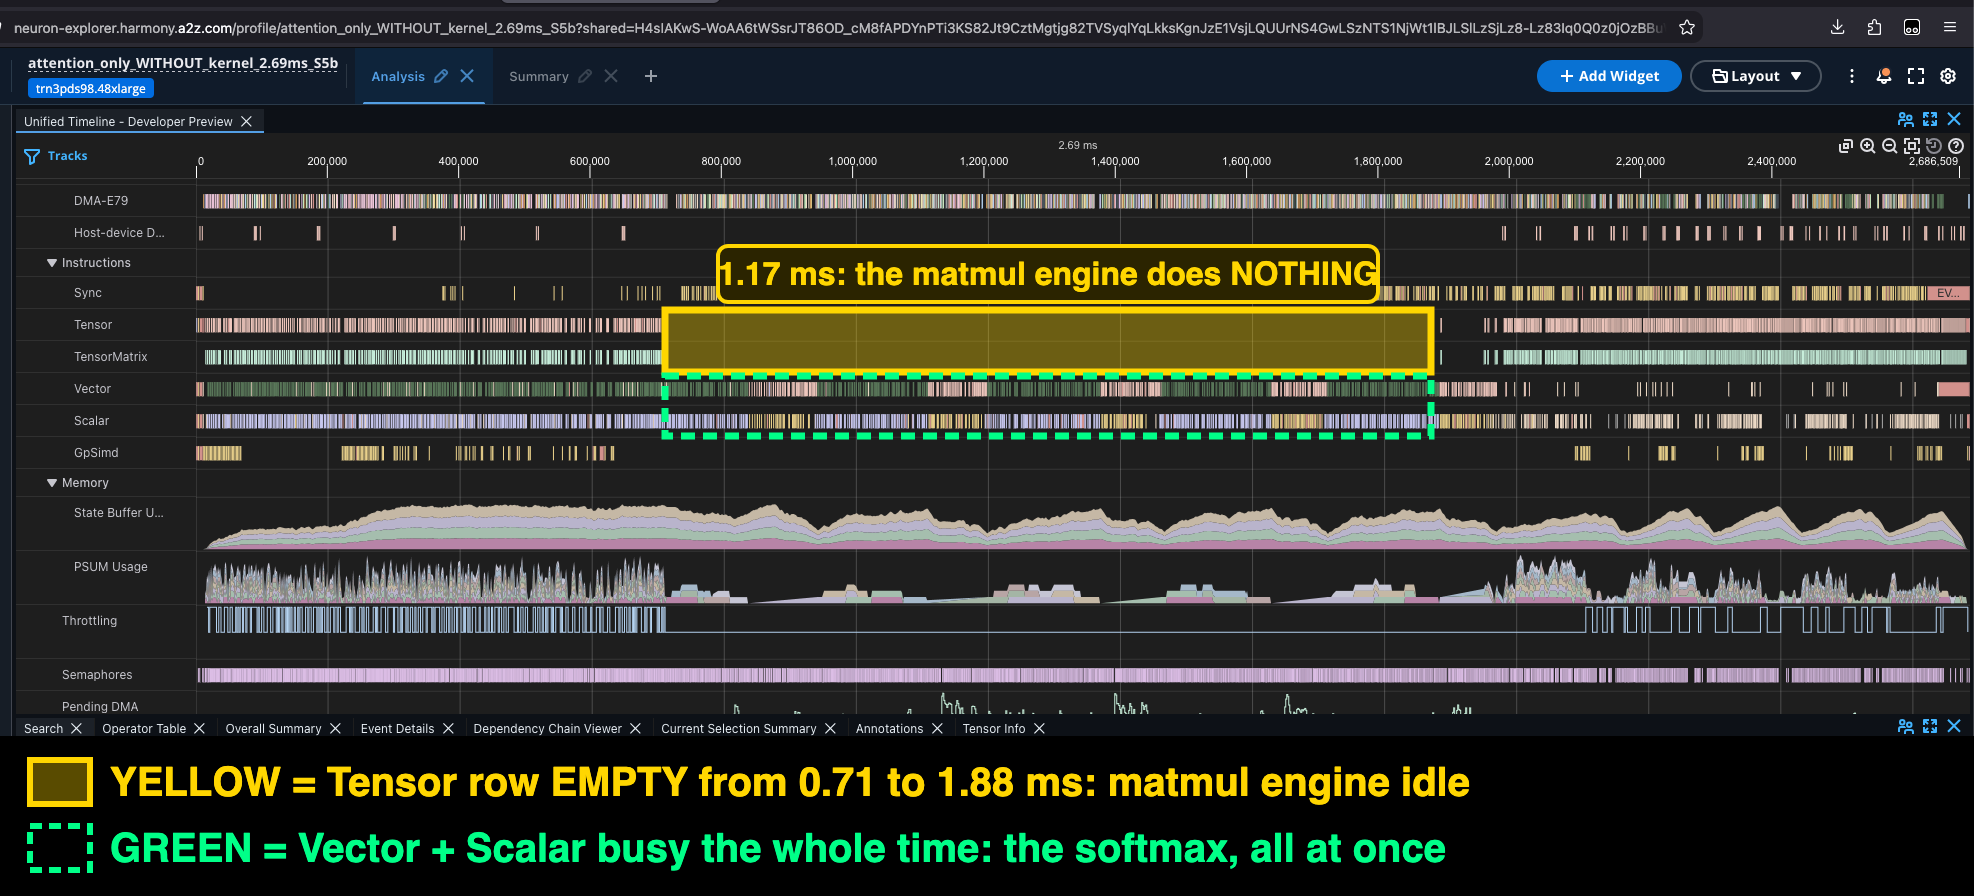 neuron-explorer.harmony.a2z.com/profile/attention_only_WITHOUT_kernel_2.69ms_S5b?shared=
attention_only_WITHOUT_kernel_2.69ms_S5b
trn3pds98.48xlarge
Analysis
Summary
+ Add Widget
Layout
Unified Timeline - Developer Preview
Tracks
2.69 ms
0 200,000 400,000 600,000 800,000 1,000,000 1,200,000 1,400,000 1,600,000 1,800,000 2,000,000 2,200,000 2,400,000 2,686,509
DMA-E79
Host-device D...
Instructions
1.17 ms: the matmul engine does NOTHING
Sync
EV...
Tensor
TensorMatrix
Vector
Scalar
GpSimd
Memory
State Buffer U...
PSUM Usage
Throttling
Semaphores
Pending DMA
Search
Operator Table
Overall Summary
Event Details
Dependency Chain Viewer
Current Selection Summary
Annotations
Tensor Info
YELLOW = Tensor row EMPTY from 0.71 to 1.88 ms: matmul engine idle
GREEN = Vector + Scalar busy the whole time: the softmax, all at once